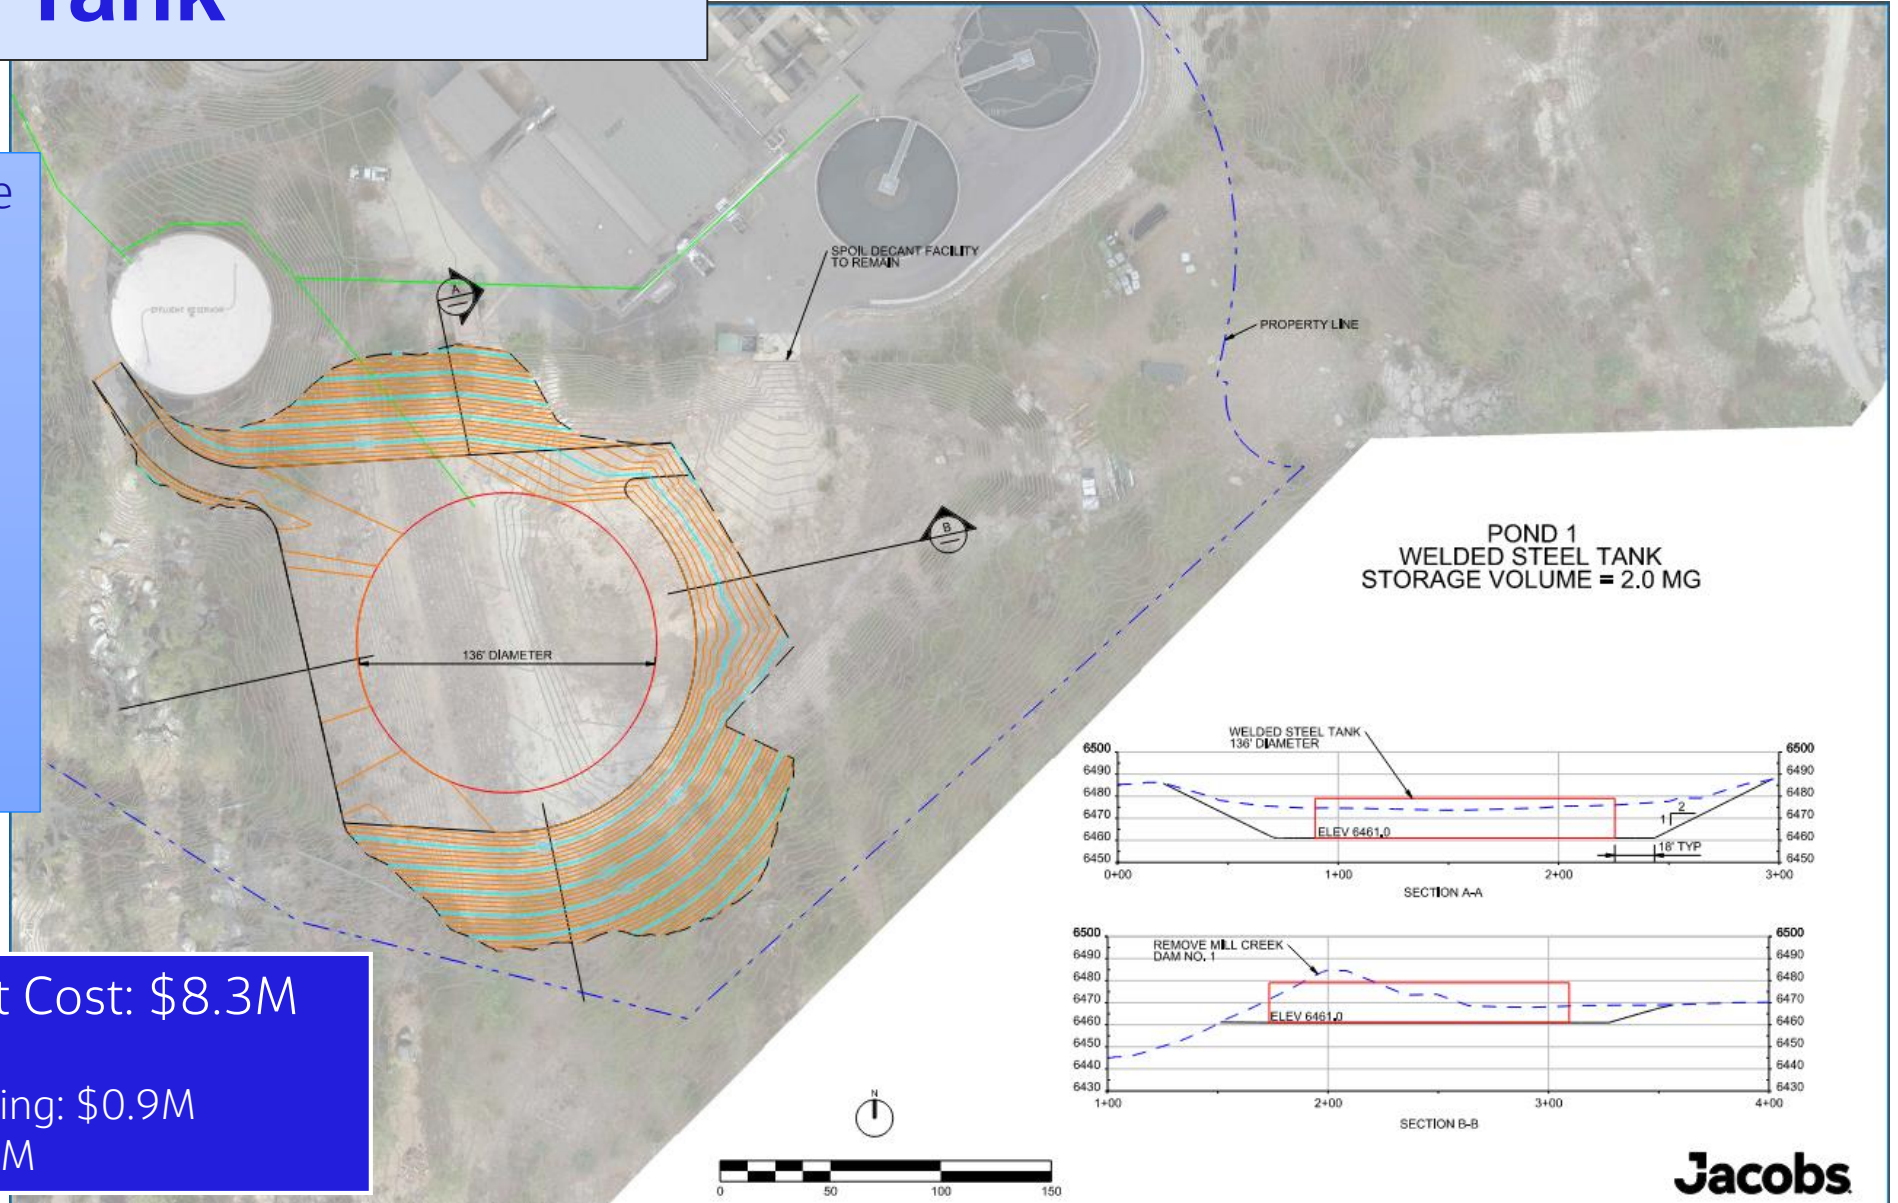 Tank
e
t Cost: $8.3M
ing: $0.9M
M
SPOIL DECANT FACILITY
TO REMAIN
PROPERTY LINE
A
B
136' DIAMETER
POND 1
WELDED STEEL TANK
STORAGE VOLUME = 2.0 MG
WELDED STEEL TANK
136' DIAMETER
6500 6500
6490 6490
6480 6480
6470 6470
6460 6460
6450 6450
ELEV 6461.0
2
1
18' TYP
0+00 1+00 2+00 3+00
SECTION A-A
REMOVE MILL CREEK
DAM NO. 1
6500 6500
6490 6490
6480 6480
6470 6470
6460 6460
6450 6450
6440 6440
6430 6430
ELEV 6461.0
1+00 2+00 3+00 4+00
SECTION B-B
N
0 50 100 150
Jacobs